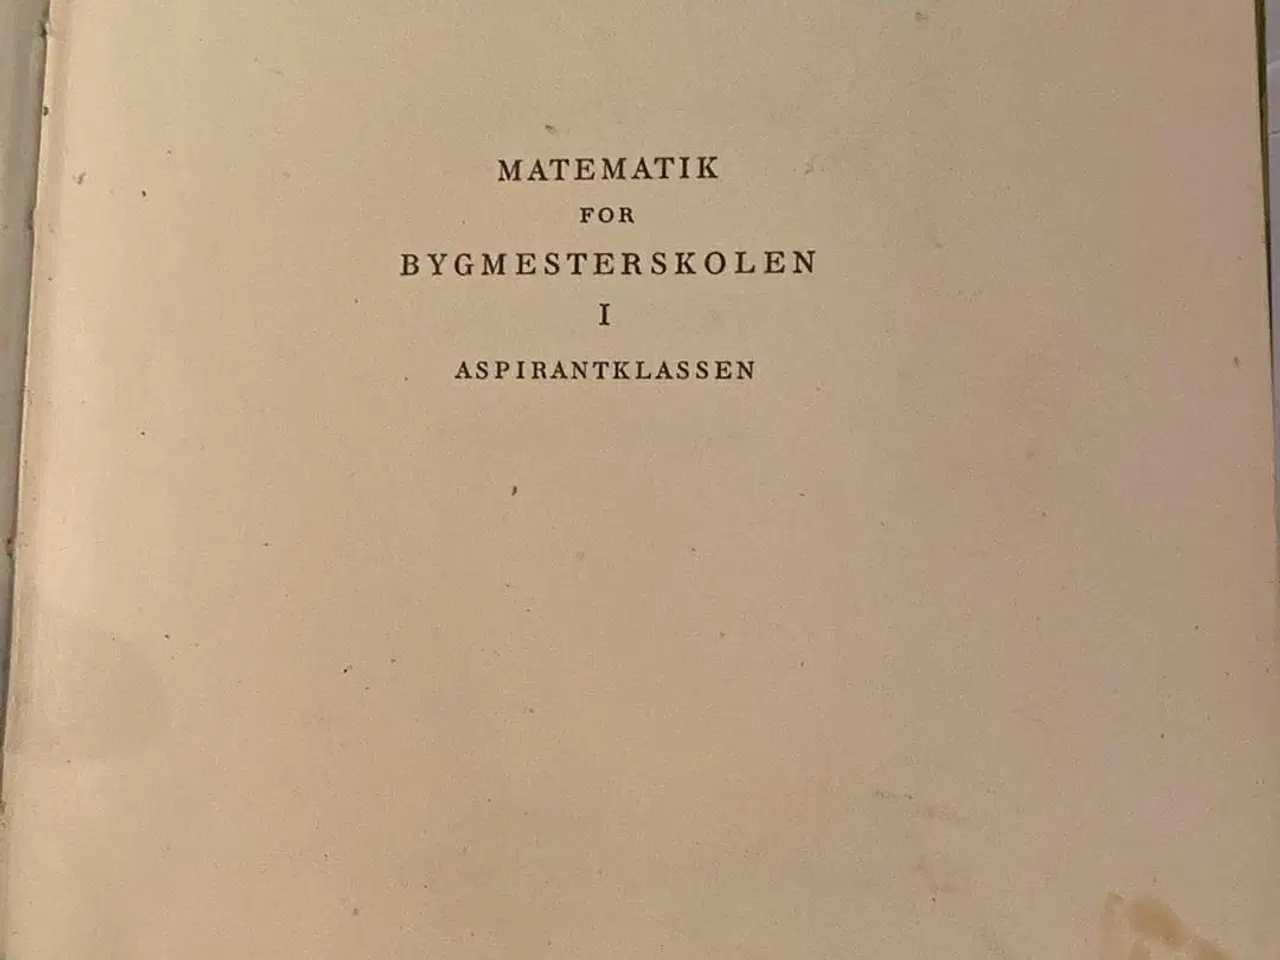 MATEMATIK
FOR
BYGMESTERSKOLEN
I
ASPIRANTKLASSEN